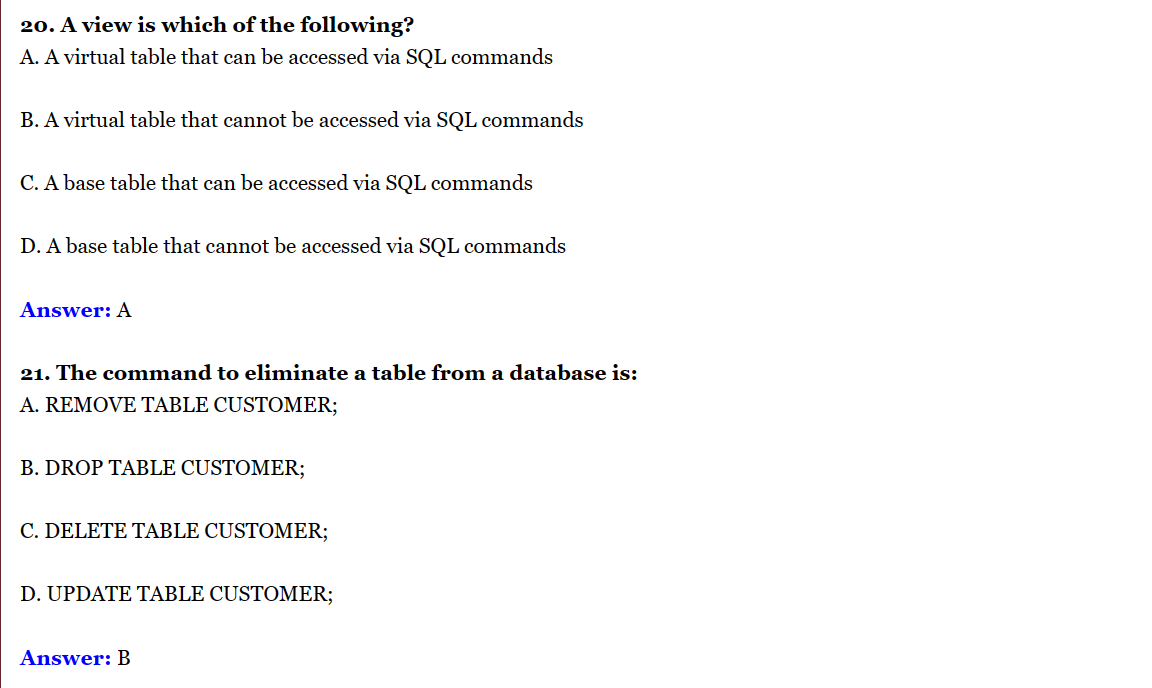 20. A view is which of the following?
A. A virtual table that can be accessed via SQL commands
B. A virtual table that cannot be accessed via SQL commands
C. A base table that can be accessed via SQL commands
D. A base table that cannot be accessed via SQL commands
Answer: A
21. The command to eliminate a table from a database is:
A. REMOVE TABLE CUSTOMER;
B. DROP TABLE CUSTOMER;
C. DELETE TABLE CUSTOMER;
D. UPDATE TABLE CUSTOMER;
Answer: B